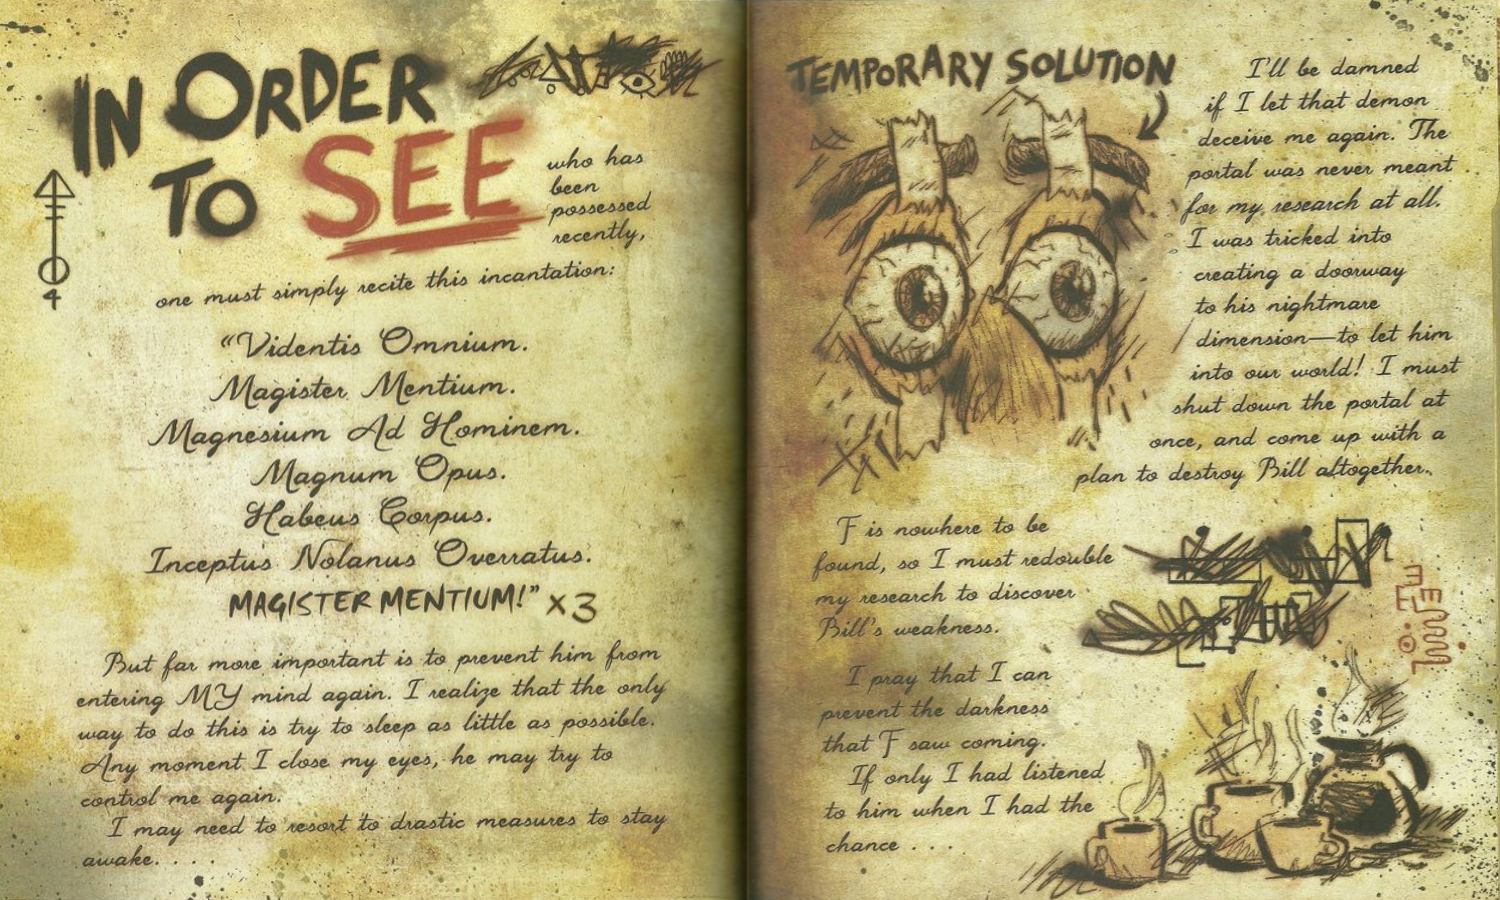 IN ORDER
TO SEE
who has
been
possessed
recently,
one must simply recite this incantation:
“Videntis Omnium.
Magister Mentium.
Magnesium Ad Hominem.
Magnum Opus.
Habeus Corpus.
Inceptus Nolanus Overratus.
MAGISTER MENTIUM!” x3
But far more important is to prevent him from
entering MY mind again. I realize that the only
way to do this is try to sleep as little as possible.
Any moment I close my eyes, he may try to
control me again.
I may need to resort to drastic measures to stay
awake. . . .
4
TEMPORARY SOLUTION
I'll be damned
if I let that demon
deceive me again. The
portal was never meant
for my research at all.
I was tricked into
creating a doorway
to his nightmare
dimension—to let him
into our world! I must
shut down the portal at
once, and come up with a
plan to destroy Bill altogether.
F is nowhere to be
found, so I must redouble
my research to discover
Bill's weakness.
I pray that I can
prevent the darkness
that F saw coming.
If only I had listened
to him when I had the
chance . . . .